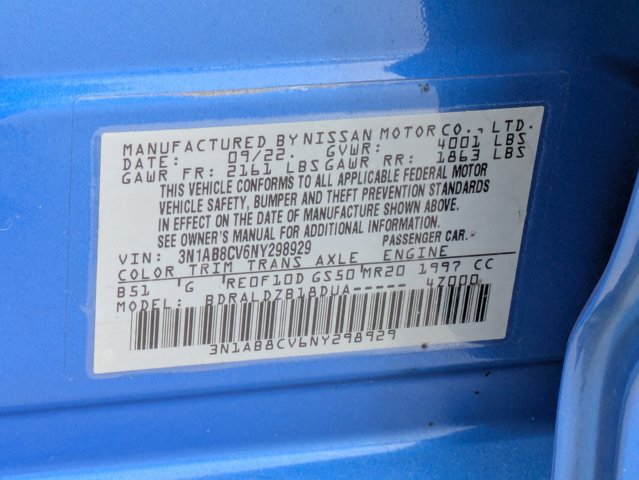 MANUFACTURED BY NISSAN MOTOR CO., LTD.
DATE: 09/22. GVWR: 4001 LBS
GAWR FR: 2161 LBS GAWR RR: 1863 LBS
THIS VEHICLE CONFORMS TO ALL APPLICABLE FEDERAL MOTOR
VEHICLE SAFETY, BUMPER AND THEFT PREVENTION STANDARDS
IN EFFECT ON THE DATE OF MANUFACTURE SHOWN ABOVE.
SEE OWNER'S MANUAL FOR ADDITIONAL INFORMATION.
VIN: 3N1AB8CV6NY298929 PASSENGER CAR.
COLOR TRIM TRANS AXLE ENGINE
B51 G RE0F10D GS50 MR20 1997 CC
MODEL: BDRALDZB18DUA----- 4Z000
3N1AB8CV6NY298929